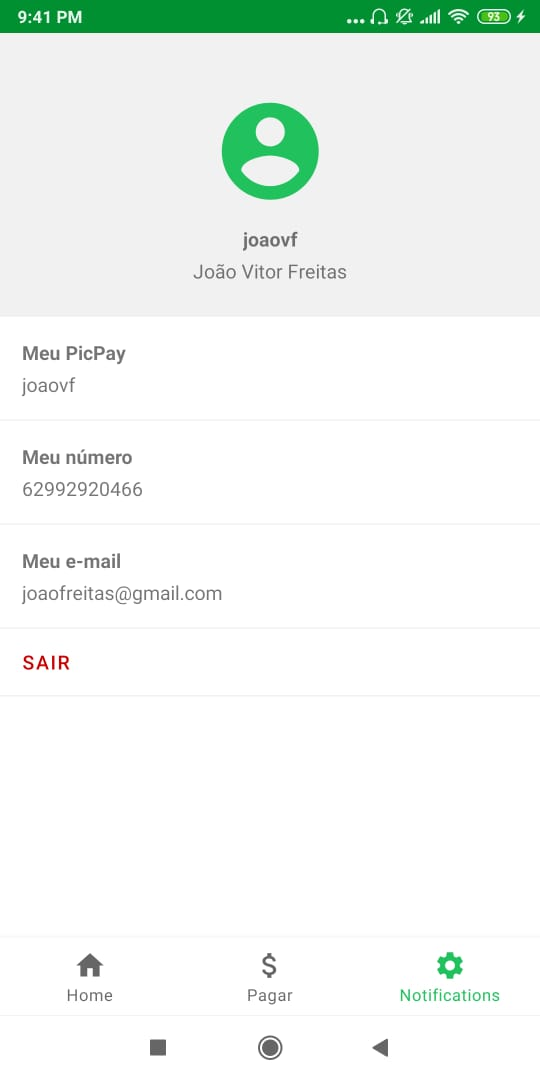 9:41 PM
93
joaovf
João Vitor Freitas
Meu PicPay
joaovf
Meu número
62992920466
Meu e-mail
joaofreitas@gmail.com
SAIR
Home
Pagar
Notifications